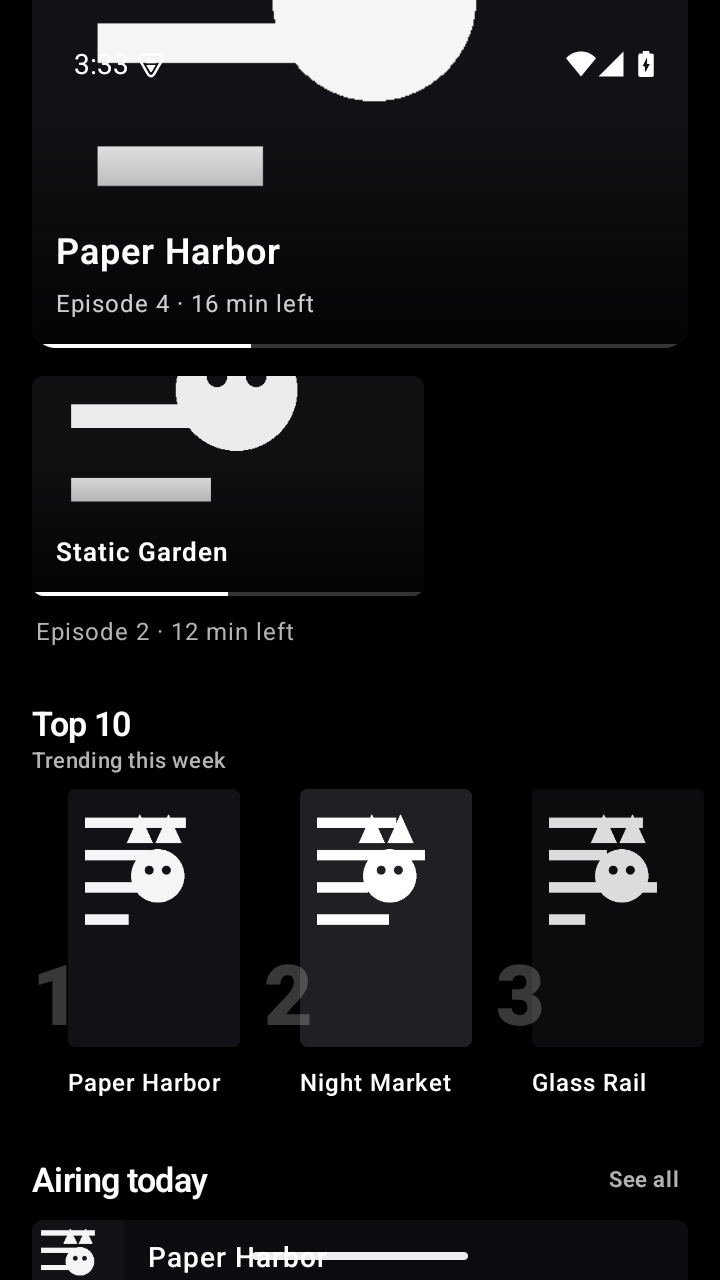 3:33
Paper Harbor
Episode 4 · 16 min left
Static Garden
Episode 2 · 12 min left
Top 10
Trending this week
1
2
3
Paper Harbor
Night Market
Glass Rail
Airing today
See all
Paper Harbor